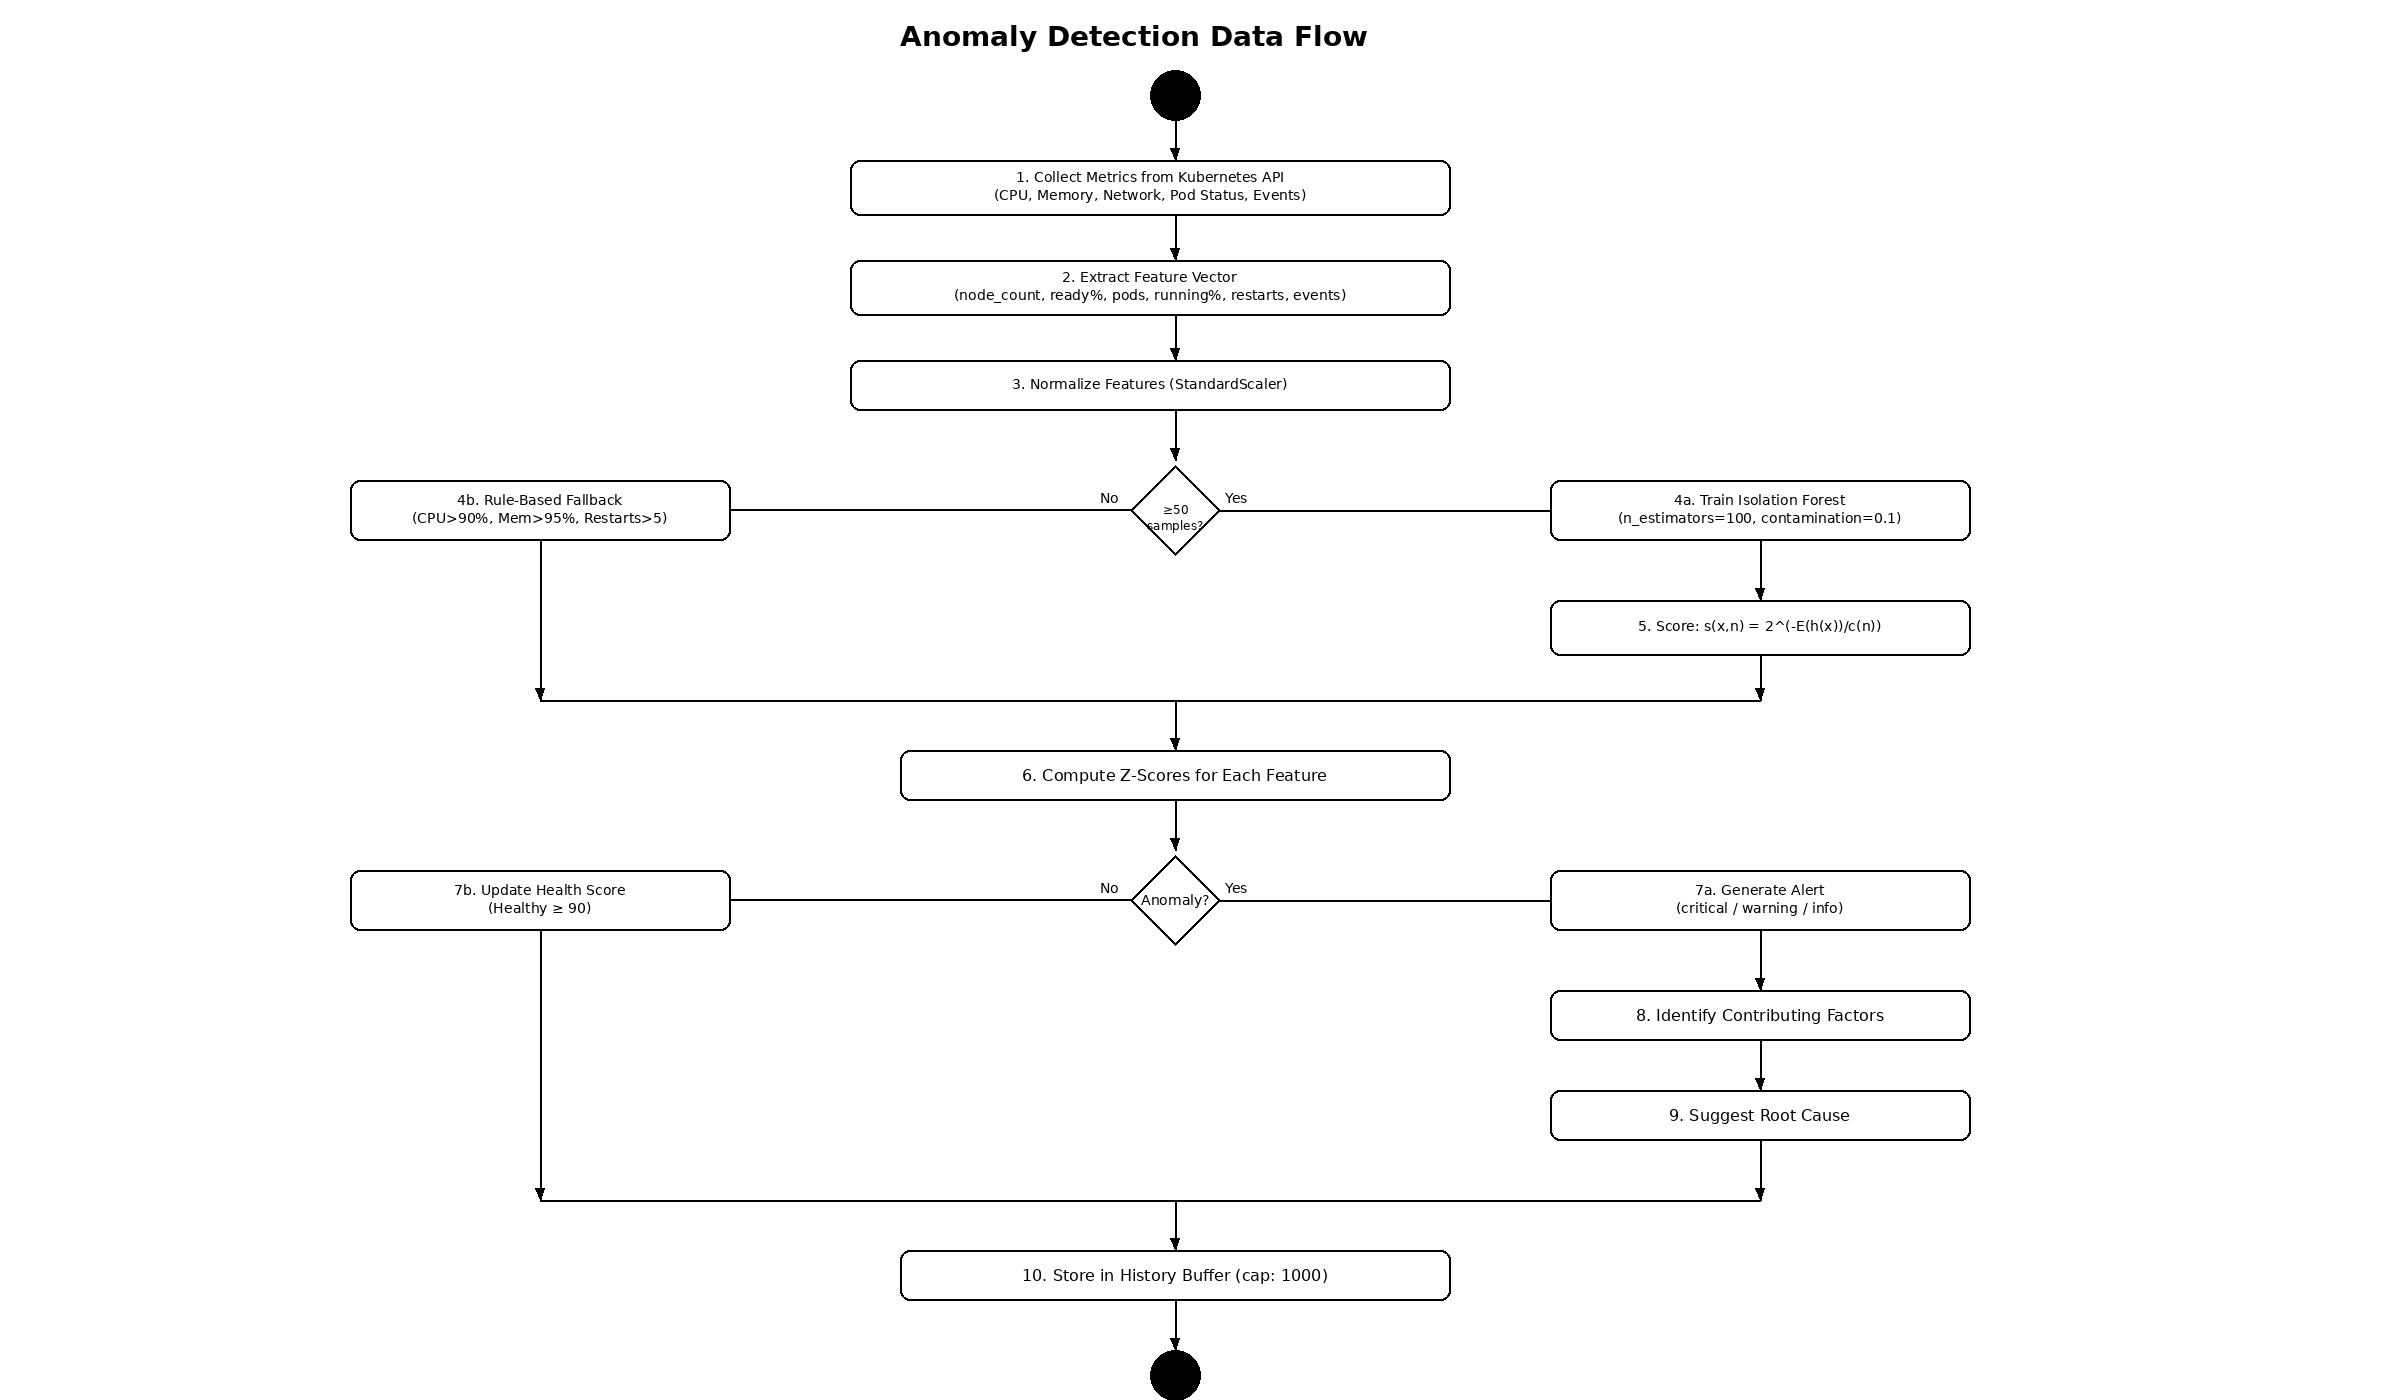 Anomaly Detection Data Flow
1. Collect Metrics from Kubernetes API
(CPU, Memory, Network, Pod Status, Events)
2. Extract Feature Vector
(node_count, ready%, pods, running%, restarts, events)
3. Normalize Features (StandardScaler)
4b. Rule-Based Fallback
(CPU>90%, Mem>95%, Restarts>5)
No
≥50
samples?
Yes
4a. Train Isolation Forest
(n_estimators=100, contamination=0.1)
5. Score: s(x,n) = 2^(-E(h(x))/c(n))
6. Compute Z-Scores for Each Feature
7b. Update Health Score
(Healthy ≥ 90)
No
Anomaly?
Yes
7a. Generate Alert
(critical / warning / info)
8. Identify Contributing Factors
9. Suggest Root Cause
10. Store in History Buffer (cap: 1000)